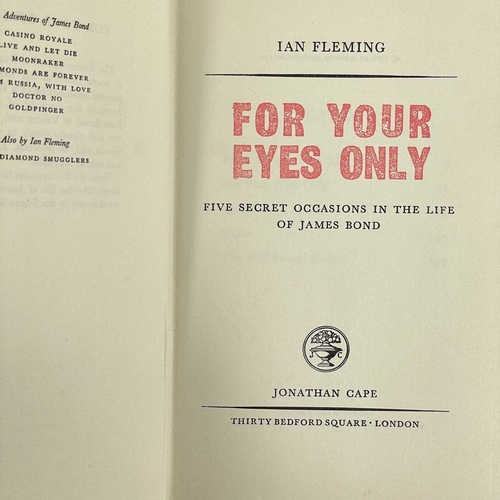 Adventures of James Bond
CASINO ROYALE
LIVE AND LET DIE
MOONRAKER
MONDS ARE FOREVER
RUSSIA, WITH LOVE
DOCTOR NO
GOLDFINGER
Also by Ian Fleming
DIAMOND SMUGGLERS
IAN FLEMING
FOR YOUR
EYES ONLY
FIVE SECRET OCCASIONS IN THE LIFE
OF JAMES BOND
J C
JONATHAN CAPE
THIRTY BEDFORD SQUARE · LONDON